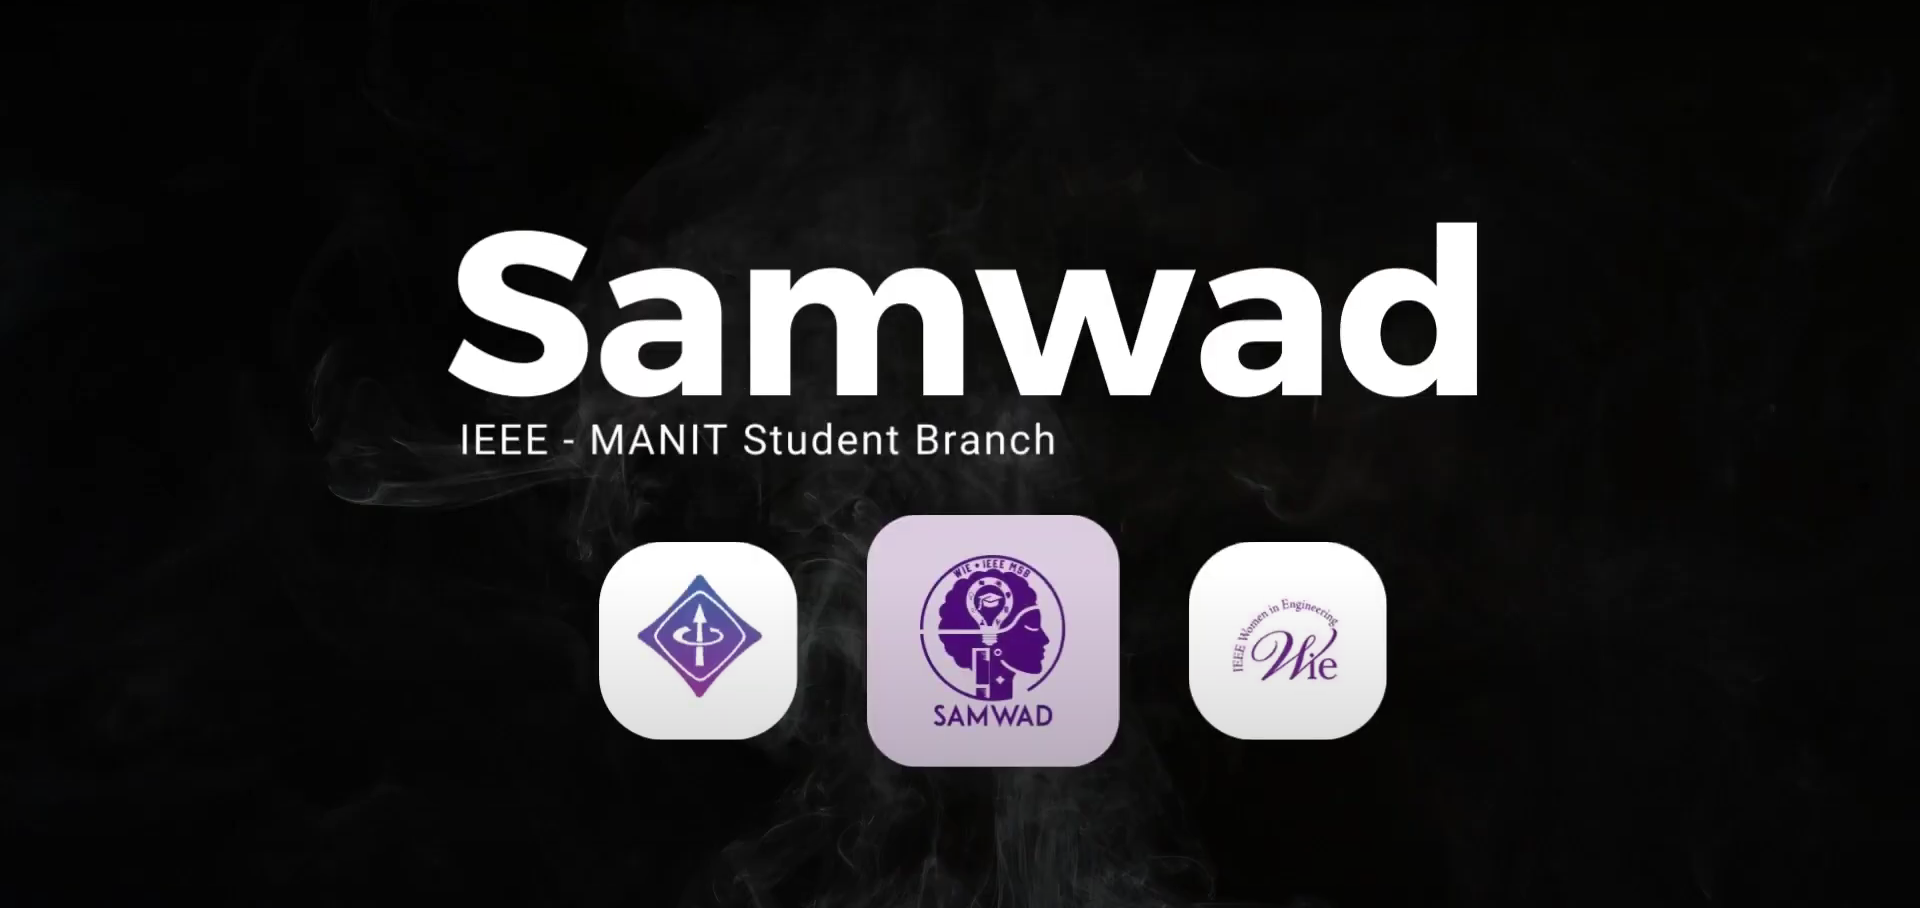 Samwad
IEEE - MANIT Student Branch
WIE • IEEE MSB
SAMWAD
IEEE Women in Engineering
Wie